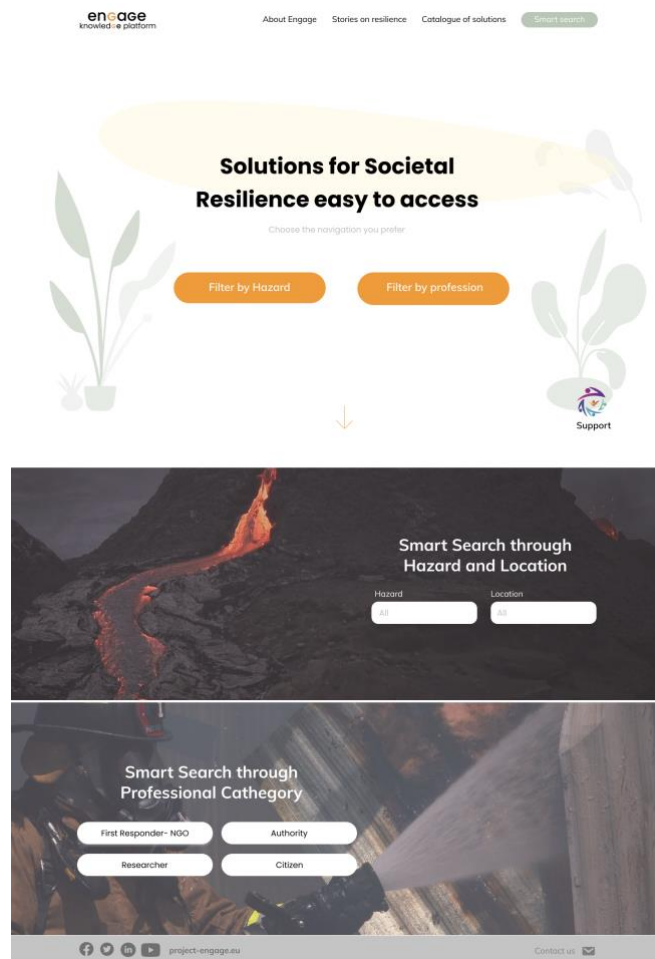 engage
knowledge platform
About Engage Stories on resilience Catalogue of solutions Smart search
Solutions for Societal
Resilience easy to access
Choose the navigation you prefer
Filter by Hazard Filter by profession
Support
Smart Search through
Hazard and Location
Hazard Location
All All
Smart Search through
Professional Cathegory
First Responder- NGO Authority
Researcher Citizen
project-engage.eu Contact us